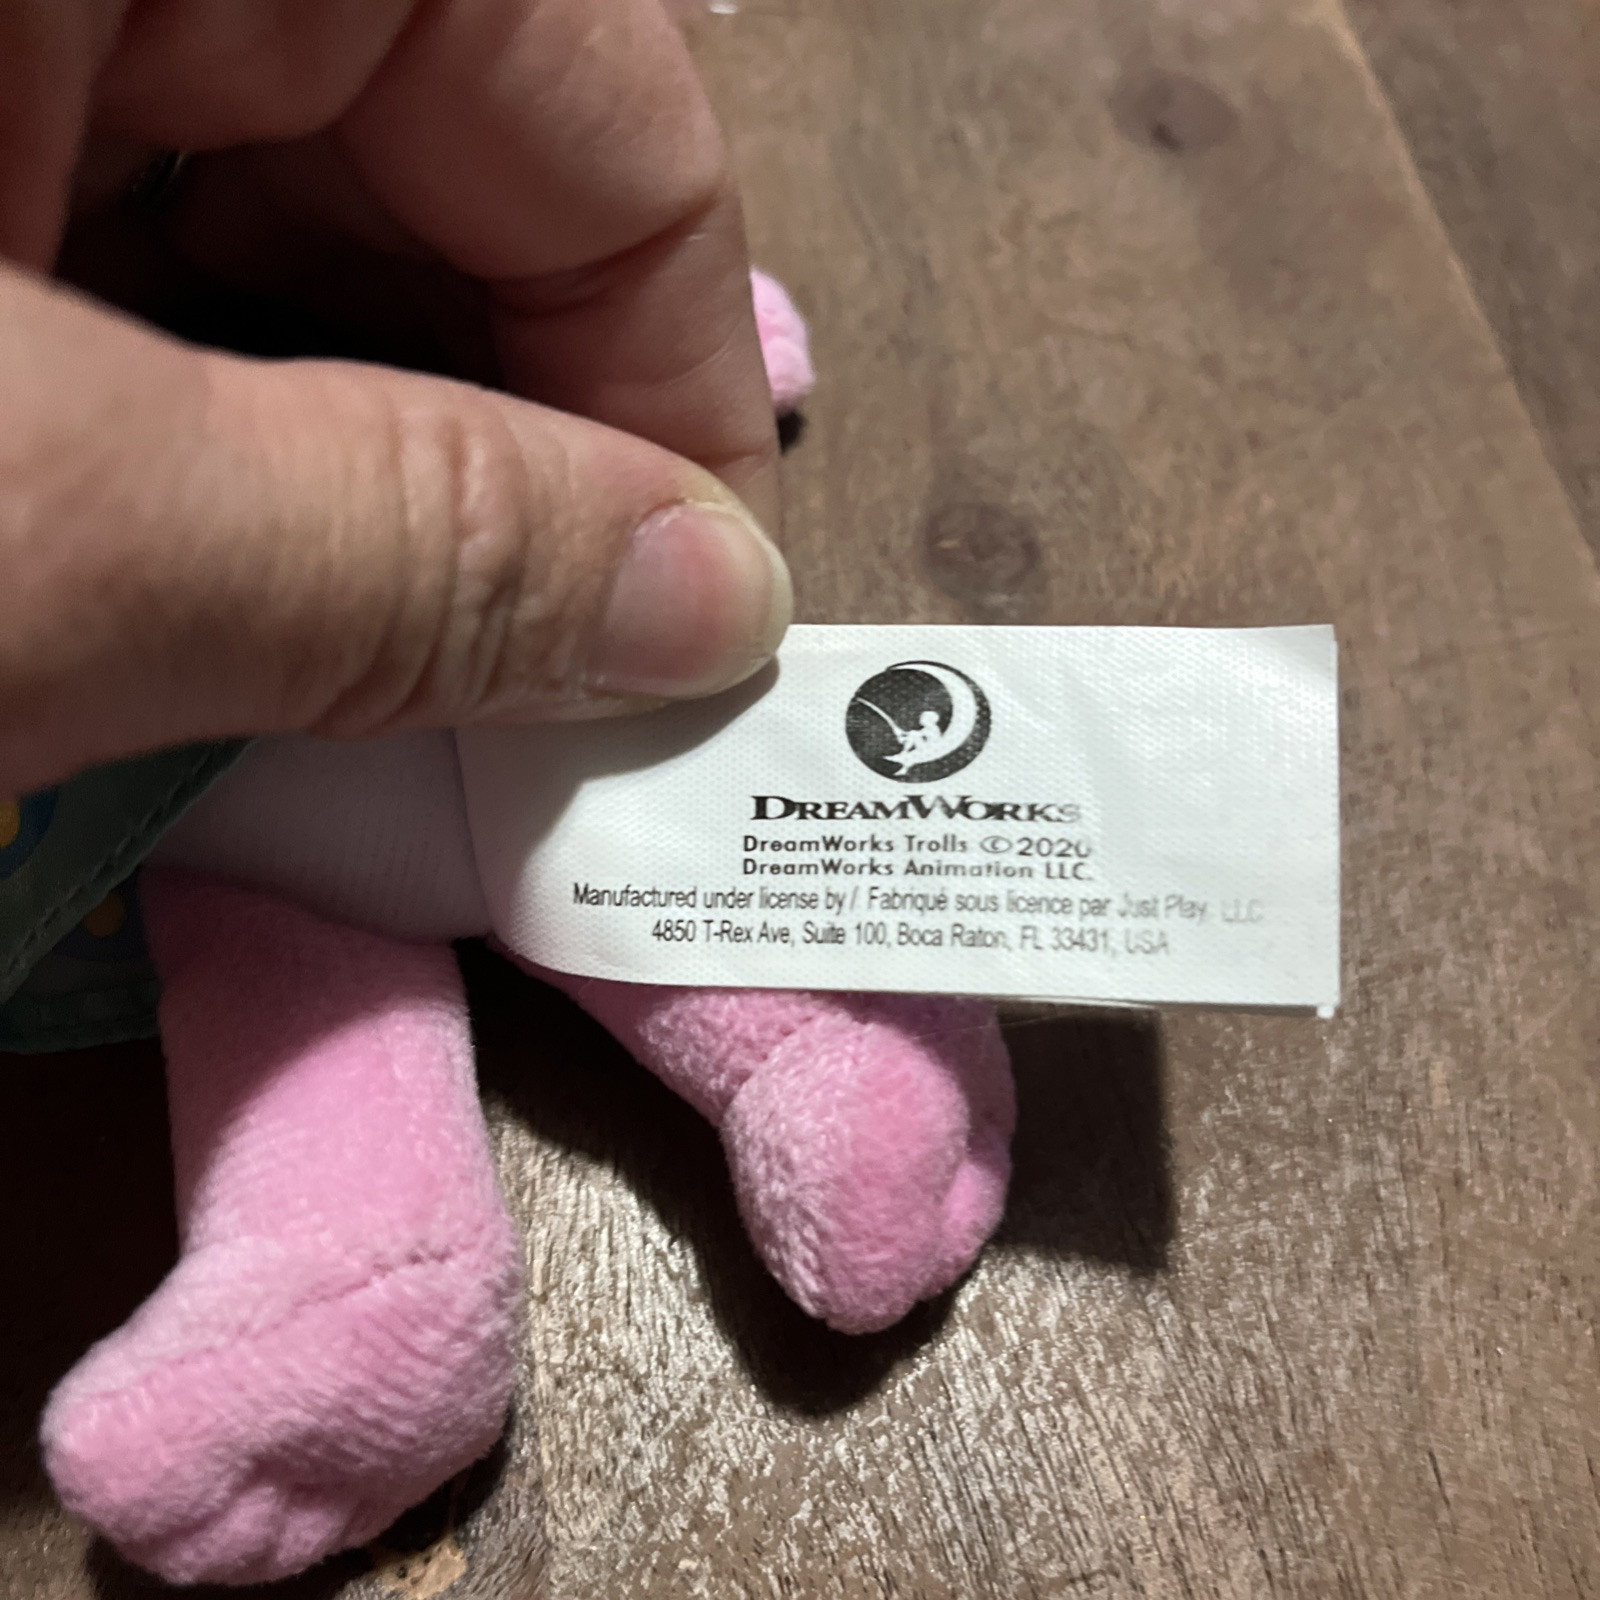 DREAMWORKS
DreamWorks Trolls ©2020
DreamWorks Animation LLC.
Manufactured under license by / Fabriqué sous licence par Just Play, LLC
4850 T-Rex Ave, Suite 100, Boca Raton, FL 33431, USA